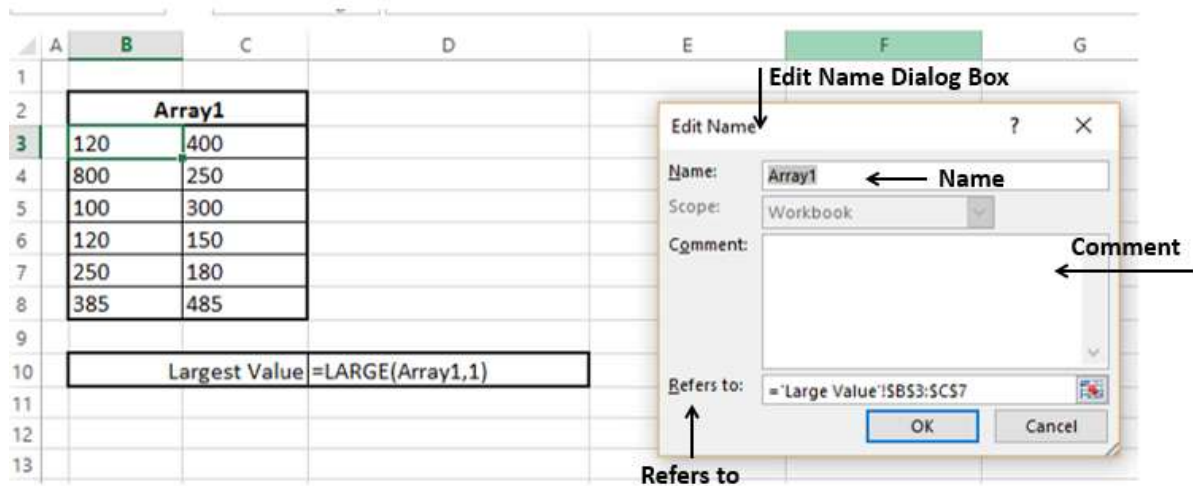 A B C D E F G
1 Edit Name Dialog Box
2 Array1
Edit Name ? ×
3 120 400
Name: Array1 Name
4 800 250
Scope: Workbook
5 100 300
Comment: Comment
6 120 150
7 250 180
8 385 485
9
10 Largest Value =LARGE(Array1,1)
Refers to: ='Large Value'!$B$3:$C$7
11
OK Cancel
12
13
Refers to